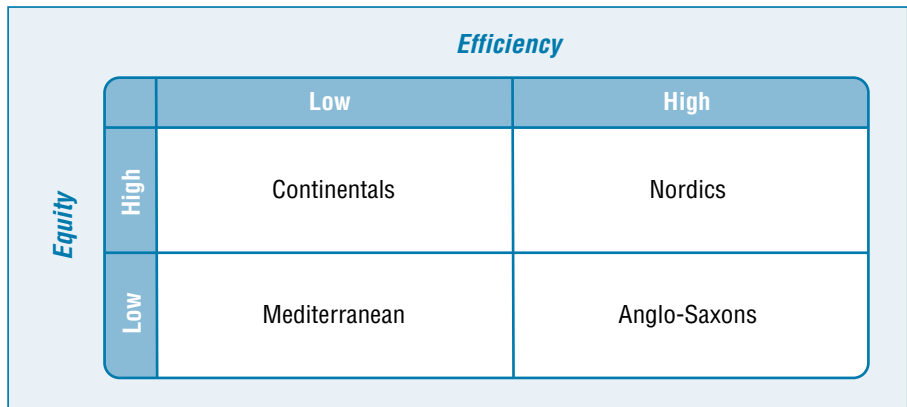 Efficiency
Low High
Equity
High
Continentals Nordics
Low
Mediterranean Anglo-Saxons